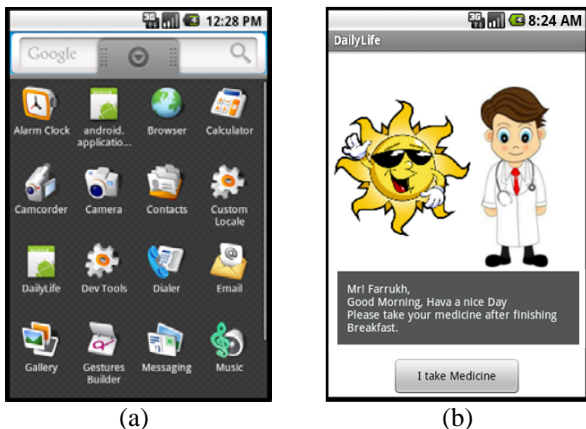 3G
12:28 PM
Google
Alarm Clock
android.
applicatio...
Browser
Calculator
Camcorder
Camera
Contacts
Custom
Locale
DailyLife
Dev Tools
Dialer
Email
Gallery
Gestures
Builder
Messaging
Music
(a)
3G
8:24 AM
DailyLife
Mr! Farrukh,
Good Morning, Hava a nice Day
Please take your medicine after finishing
Breakfast.
I take Medicine
(b)